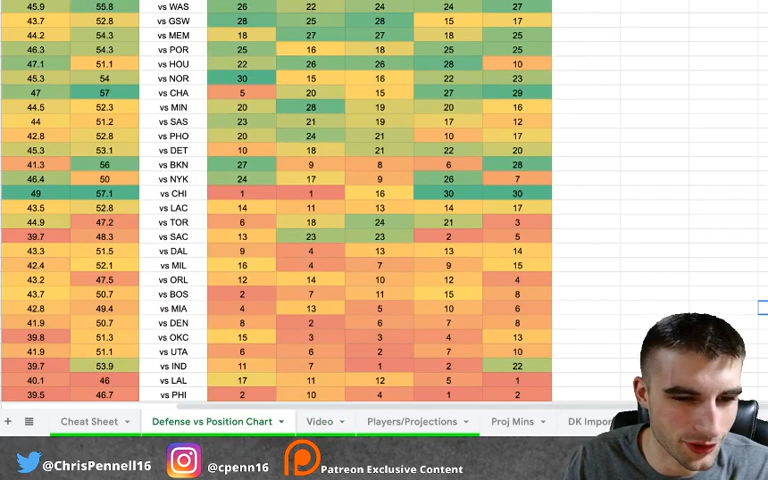 45.9 55.8 vs WAS 26 22 24 24 27
43.7 52.8 vs GSW 28 25 28 15 17
44.2 54.3 vs MEM 18 27 27 18 25
46.3 54.3 vs POR 25 16 18 25 25
47.1 51.1 vs HOU 22 26 26 28 10
45.3 54 vs NOR 30 15 16 22 23
47 57 vs CHA 5 20 15 27 29
44.5 52.3 vs MIN 20 28 19 20 16
44 51.2 vs SAS 23 21 19 17 12
42.8 52.8 vs PHO 20 24 21 10 17
45.3 53.1 vs DET 10 18 21 22 20
41.3 56 vs BKN 27 9 8 6 28
46.4 50 vs NYK 24 17 9 26 7
49 57.1 vs CHI 1 1 16 30 30
43.5 52.8 vs LAC 14 11 13 14 17
44.9 47.2 vs TOR 6 18 24 21 3
39.7 48.3 vs SAC 13 23 23 2 5
43.3 51.5 vs DAL 9 4 13 13 14
42.4 52.1 vs MIL 16 4 7 9 15
43.2 47.5 vs ORL 12 14 10 12 4
43.7 50.7 vs BOS 2 7 11 15 8
42.8 49.4 vs MIA 4 13 5 10 6
41.9 50.7 vs DEN 8 2 6 7 8
39.8 51.3 vs OKC 15 3 3 4 13
41.9 51.1 vs UTA 6 6 2 7 10
39.7 53.9 vs IND 11 7 1 2 22
40.1 46 vs LAL 17 11 12 5 1
39.5 46.7 vs PHI 2 10 4 1 2
+ Cheat Sheet Defense vs Position Chart Video Players/Projections Proj Mins DK Impor
@ChrisPennell16 @cpenn16 Patreon Exclusive Content